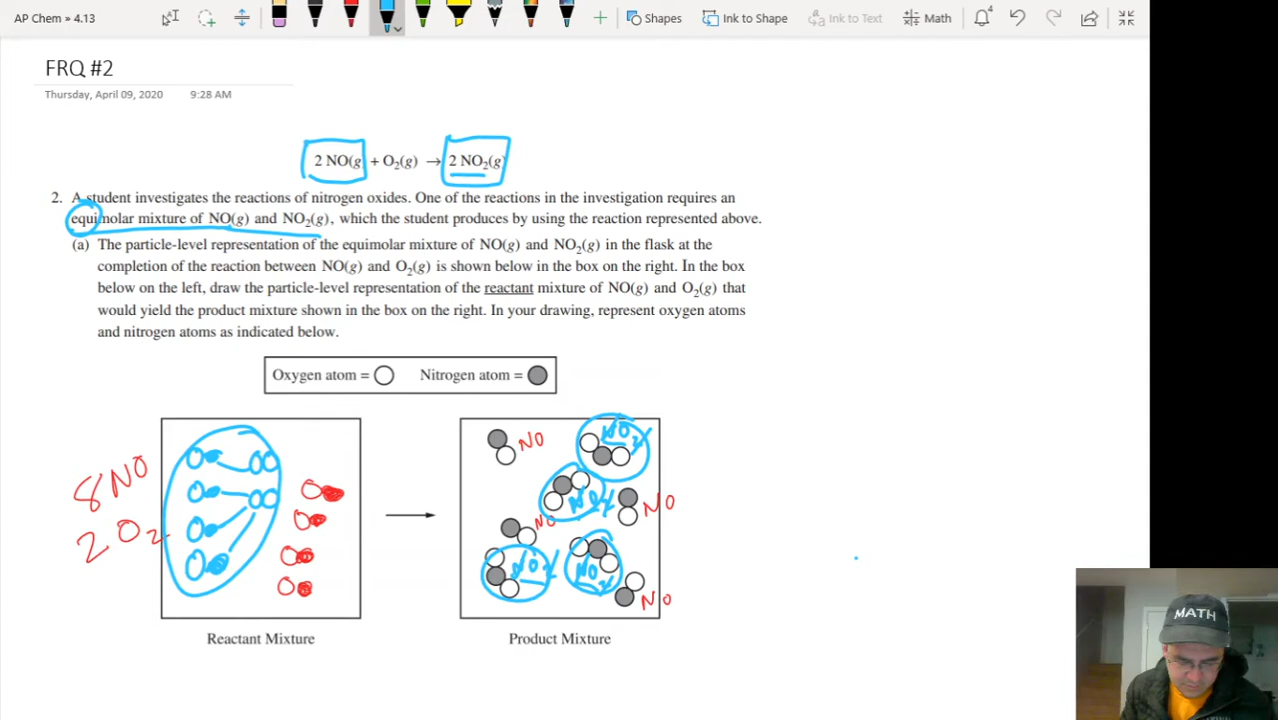 AP Chem » 4.13
Shapes
Ink to Shape
Ink to Text
Math
4
FRQ #2
Thursday, April 09, 2020 9:28 AM
2 NO(g) + O₂(g) → 2 NO₂(g)
2. A student investigates the reactions of nitrogen oxides. One of the reactions in the investigation requires an
equimolar mixture of NO(g) and NO₂(g), which the student produces by using the reaction represented above.
(a) The particle-level representation of the equimolar mixture of NO(g) and NO₂(g) in the flask at the
completion of the reaction between NO(g) and O₂(g) is shown below in the box on the right. In the box
below on the left, draw the particle-level representation of the reactant mixture of NO(g) and O₂(g) that
would yield the product mixture shown in the box on the right. In your drawing, represent oxygen atoms
and nitrogen atoms as indicated below.
Oxygen atom = Nitrogen atom =
8 NO
2 O₂
NO
NO₂
NO₂
NO
NO
NO₂
NO₂
NO
Reactant Mixture
Product Mixture
MATH